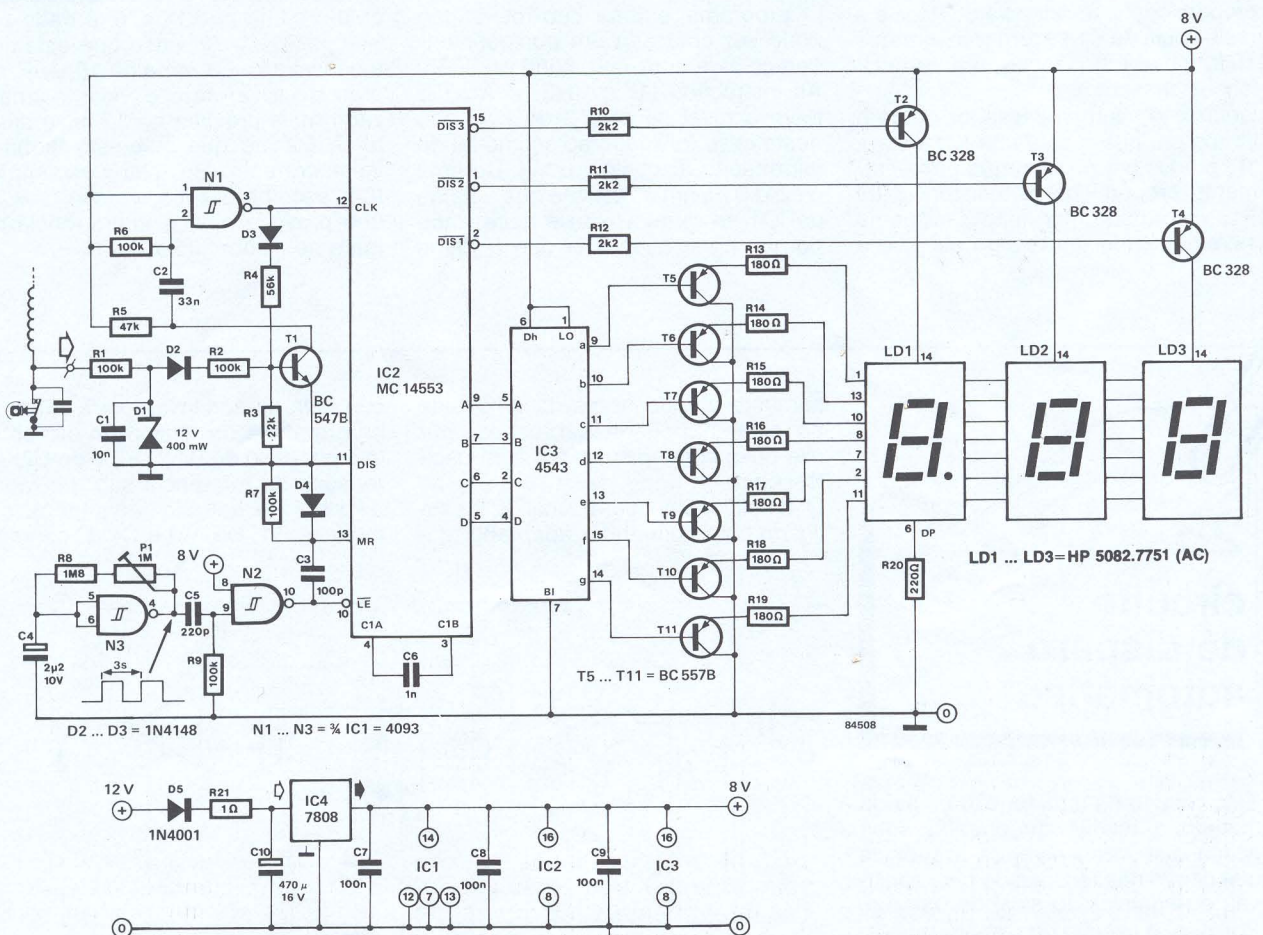 8 V
T2
BC 328
T3
BC 328
T4
BC 328
15
DIS 3
R10
2k2
1
DIS 2
R11
2k2
2
DIS 1
R12
2k2
N1
1
2
3
12
CLK
D3
R6
100k
C2
33n
R4
56k
R5
47k
R1
100k
D2
R2
100k
T1
BC
547B
D1
12 V
400 mW
C1
10n
R3
22k
11
DIS
R7
100k
D4
13
MR
C3
100p
10
LE
IC2
MC 14553
9
A
7
B
6
C
5
D
C1A
4
C1B
3
C6
1n
6
1
Dh
LO
IC3
4543
5
A
3
B
2
C
4
D
a
9
b
10
c
11
d
12
e
13
f
15
g
14
BI
7
T5
T6
T7
T8
T9
T10
T11
T5 ... T11 = BC 557B
R13
180Ω
R14
180Ω
R15
180Ω
R16
180Ω
R17
180Ω
R18
180Ω
R19
180Ω
LD1
14
LD2
14
LD3
14
1
13
10
8
7
2
11
6
DP
R20
220Ω
LD1 ... LD3=HP 5082.7751 (AC)
R8
1M8
P1
1M
8 V
N2
8
9
10
5
6
4
N3
C5
220p
C4
2µ2
10V
R9
100k
3s
D2 ... D3 = 1N4148
N1 ... N3 = ¾ IC1 = 4093
84508
0
12 V
D5
1N4001
R21
1Ω
IC4
7808
8 V
C10
470 µ
16 V
C7
100n
14
IC1
12
7
13
C8
100n
16
IC2
8
C9
100n
16
IC3
8
0
0